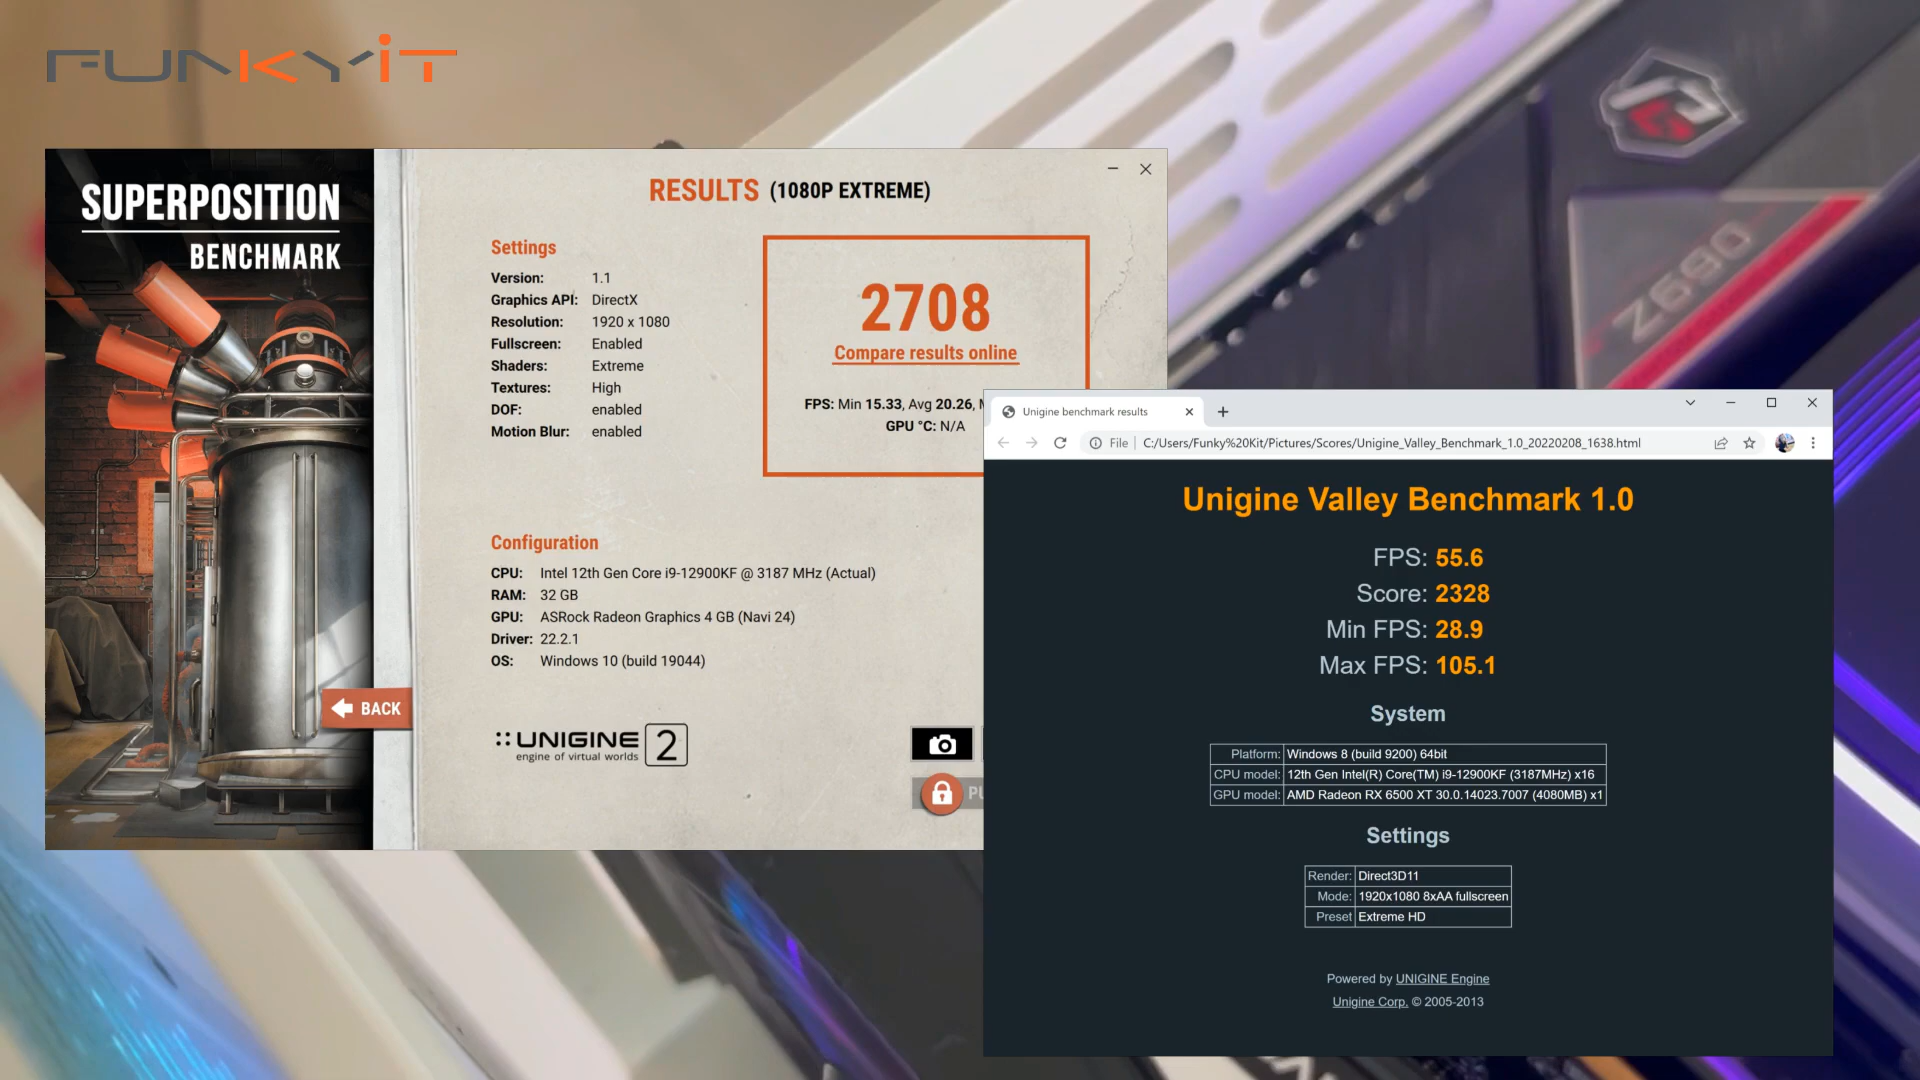 FUNKYiT
SUPERPOSITION
BENCHMARK
RESULTS (1080P EXTREME)
Settings
Version: 1.1
Graphics API: DirectX
Resolution: 1920 x 1080
Fullscreen: Enabled
Shaders: Extreme
Textures: High
DOF: enabled
Motion Blur: enabled
2708
Compare results online
FPS: Min 15.33, Avg 20.26,
GPU °C: N/A
Configuration
CPU: Intel 12th Gen Core i9-12900KF @ 3187 MHz (Actual)
RAM: 32 GB
GPU: ASRock Radeon Graphics 4 GB (Navi 24)
Driver: 22.2.1
OS: Windows 10 (build 19044)
BACK
UNIGINE 2
engine of virtual worlds
Z690
Unigine benchmark results
File C:/Users/Funky%20Kit/Pictures/Scores/Unigine_Valley_Benchmark_1.0_20220208_1638.html
Unigine Valley Benchmark 1.0
FPS: 55.6
Score: 2328
Min FPS: 28.9
Max FPS: 105.1
System
Platform: Windows 8 (build 9200) 64bit
CPU model: 12th Gen Intel(R) Core(TM) i9-12900KF (3187MHz) x16
GPU model: AMD Radeon RX 6500 XT 30.0.14023.7007 (4080MB) x1
Settings
Render: Direct3D11
Mode: 1920x1080 8xAA fullscreen
Preset Extreme HD
Powered by UNIGINE Engine
Unigine Corp. © 2005-2013